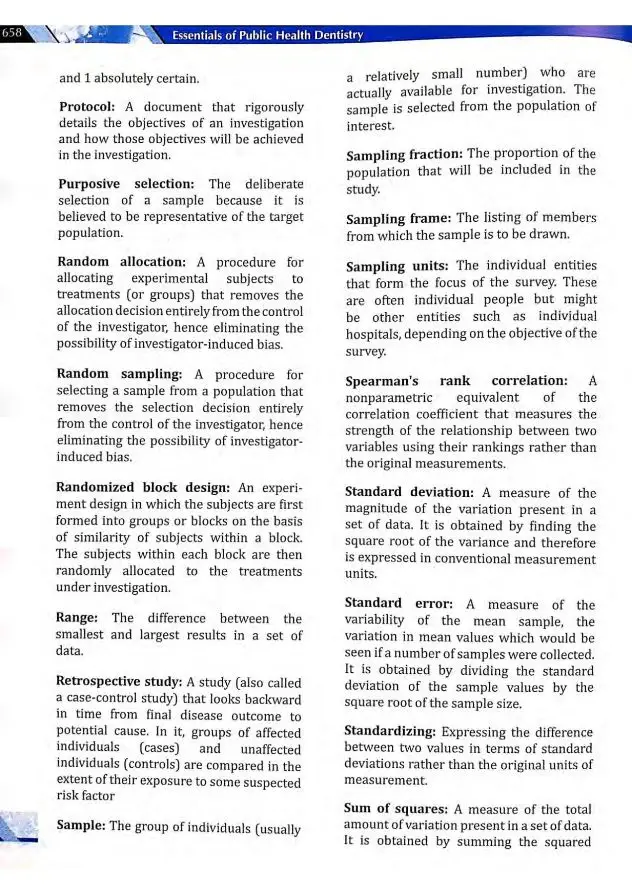 658
Essentials of Public Health Dentistry
and 1 absolutely certain.
Protocol: A document that rigorously
details the objectives of an investigation
and how those objectives will be achieved
in the investigation.
Purposive selection: The deliberate
selection of a sample because it is
believed to be representative of the target
population.
Random allocation: A procedure for
allocating experimental subjects to
treatments (or groups) that removes the
allocation decision entirely from the control
of the investigator, hence eliminating the
possibility of investigator-induced bias.
Random sampling: A procedure for
selecting a sample from a population that
removes the selection decision entirely
from the control of the investigator, hence
eliminating the possibility of investigator-
induced bias.
Randomized block design: An experi-
ment design in which the subjects are first
formed into groups or blocks on the basis
of similarity of subjects within a block.
The subjects within each block are then
randomly allocated to the treatments
under investigation.
Range: The difference between the
smallest and largest results in a set of
data.
Retrospective study: A study (also called
a case-control study) that looks backward
in time from final disease outcome to
potential cause. In it, groups of affected
individuals (cases) and unaffected
individuals (controls) are compared in the
extent of their exposure to some suspected
risk factor
Sample: The group of individuals (usually
a relatively small number) who are
actually available for investigation. The
sample is selected from the population of
interest.
Sampling fraction: The proportion of the
population that will be included in the
study.
Sampling frame: The listing of members
from which the sample is to be drawn.
Sampling units: The individual entities
that form the focus of the survey. These
are often individual people but might
be other entities such as individual
hospitals, depending on the objective of the
survey.
Spearman's rank correlation: A
nonparametric equivalent of the
correlation coefficient that measures the
strength of the relationship between two
variables using their rankings rather than
the original measurements.
Standard deviation: A measure of the
magnitude of the variation present in a
set of data. It is obtained by finding the
square root of the variance and therefore
is expressed in conventional measurement
units.
Standard error: A measure of the
variability of the mean sample, the
variation in mean values which would be
seen if a number of samples were collected.
It is obtained by dividing the standard
deviation of the sample values by the
square root of the sample size.
Standardizing: Expressing the difference
between two values in terms of standard
deviations rather than the original units of
measurement.
Sum of squares: A measure of the total
amount of variation present in a set of data.
It is obtained by summing the squared